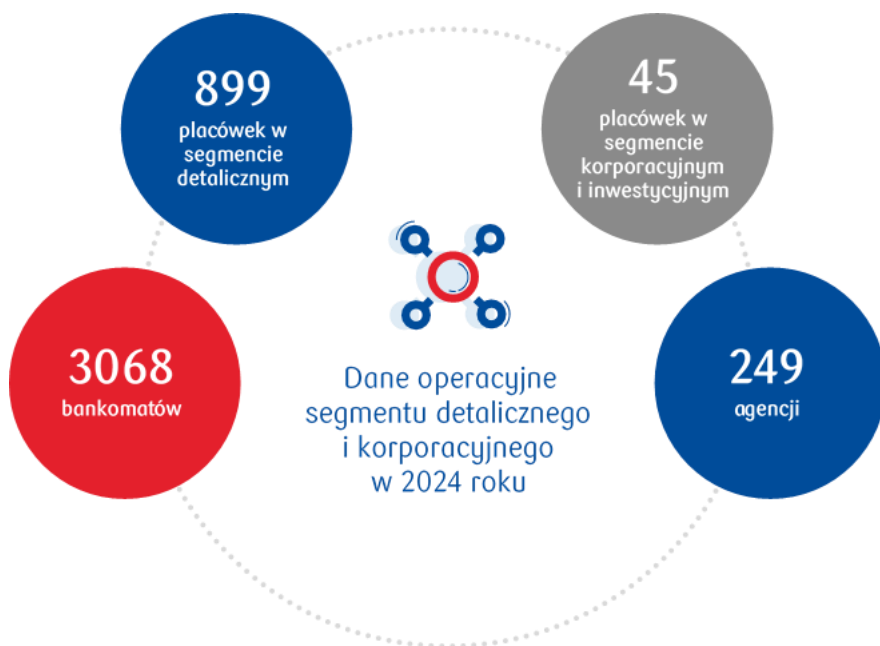 899
placówek w
segmencie
detalicznym
45
placówek w
segmencie
korporacyjnym
i inwestycyjnym
3068
bankomatów
Dane operacyjne
segmentu detalicznego
i korporacyjnego
w 2024 roku
249
agencji